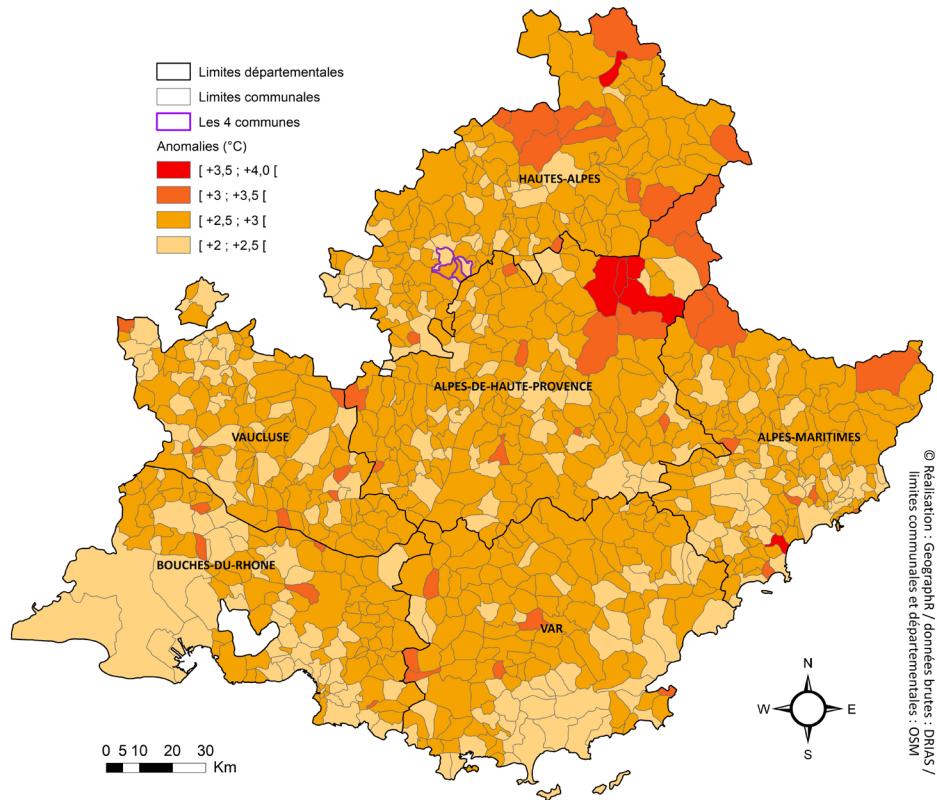 Limites départementales
Limites communales
Les 4 communes
Anomalies (°C)
[ +3,5 ; +4,0 [
[ +3 ; +3,5 [
[ +2,5 ; +3 [
[ +2 ; +2,5 [
HAUTES-ALPES
ALPES-DE-HAUTE-PROVENCE
VAUCLUSE
ALPES-MARITIMES
BOUCHES-DU-RHONE
VAR
© Réalisation : GeographR / données brutes : DRIAS /
limites communales et départementales : OSM
N
W
E
S
0 5 10 20 30
Km